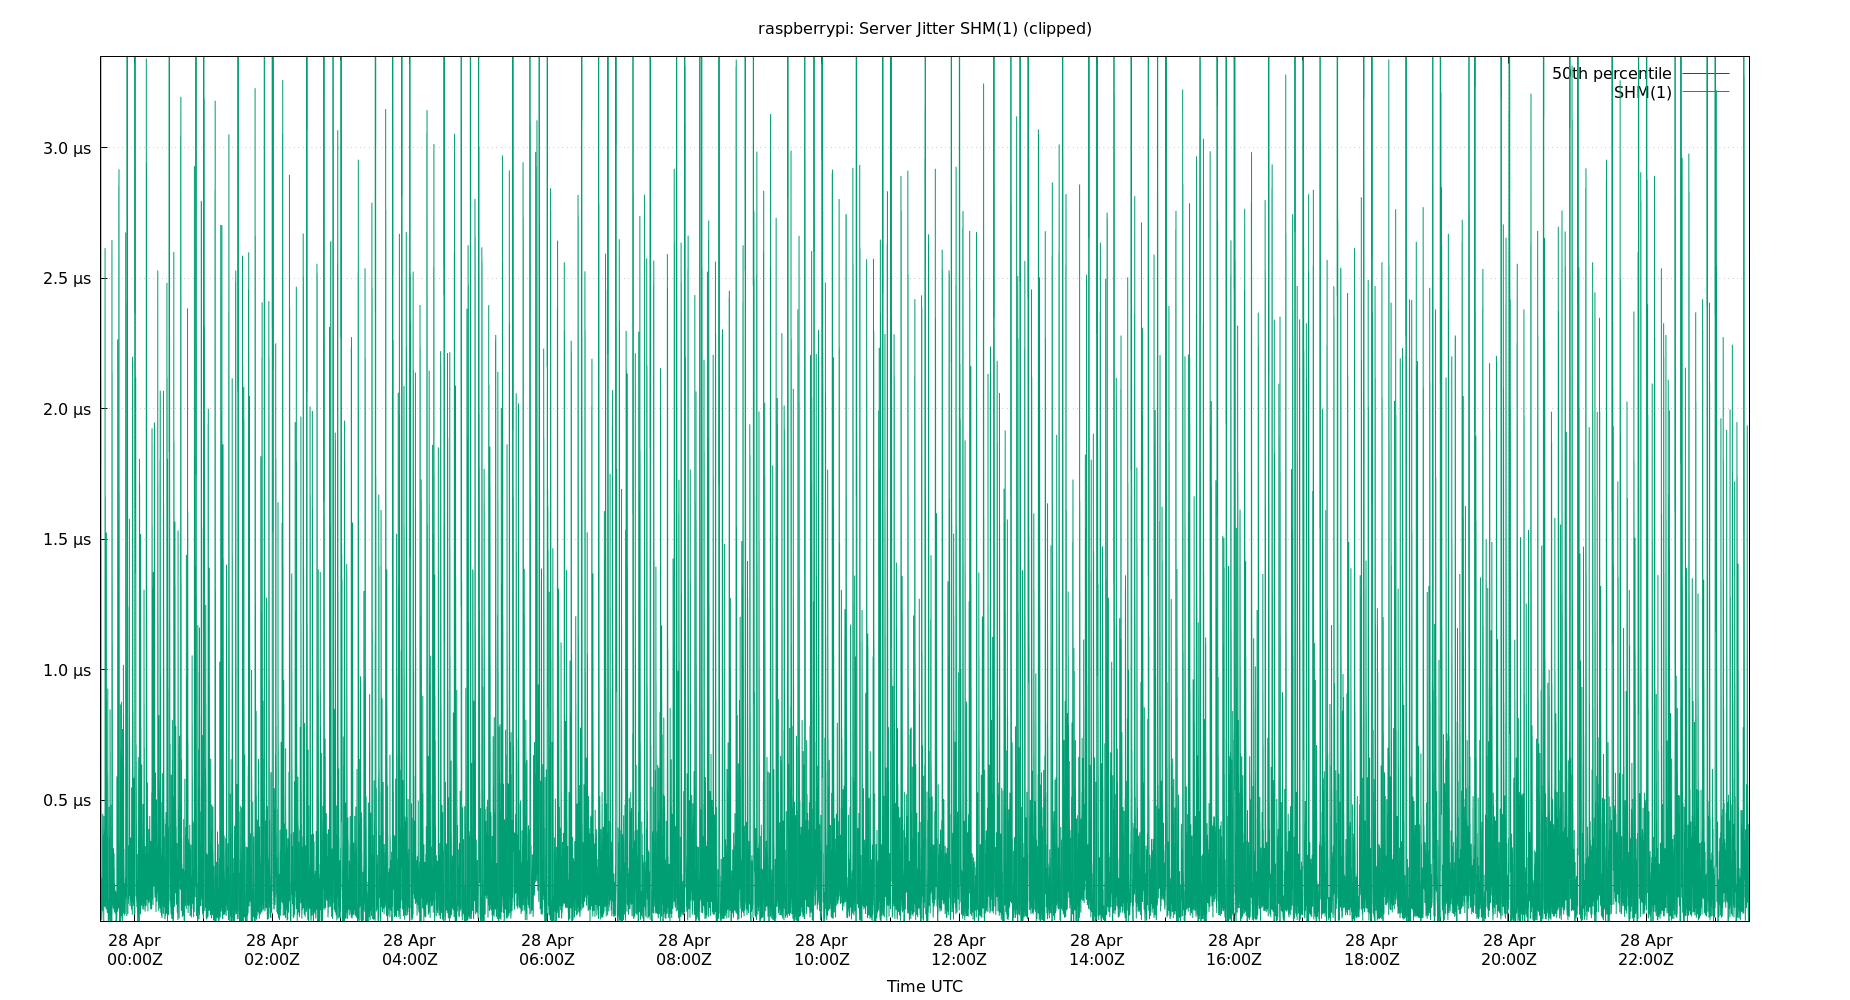 raspberrypi: Server Jitter SHM(1) (clipped)
50th percentile
SHM(1)
3.0 μs
2.5 μs
2.0 μs
1.5 μs
1.0 μs
0.5 μs
28 Apr 28 Apr 28 Apr 28 Apr 28 Apr 28 Apr 28 Apr 28 Apr 28 Apr 28 Apr 28 Apr 28 Apr
00:00Z 02:00Z 04:00Z 06:00Z 08:00Z 10:00Z 12:00Z 14:00Z 16:00Z 18:00Z 20:00Z 22:00Z
Time UTC